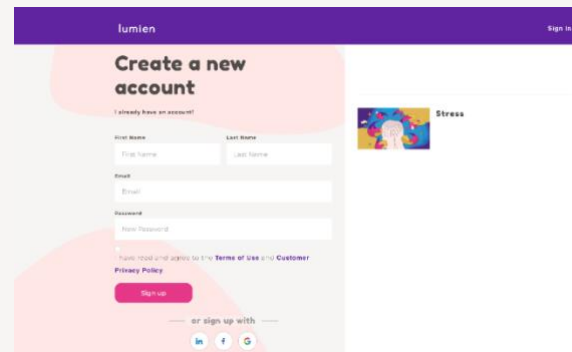 lumien
Sign in
Create a new
account
I already have an account!
First Name
Last Name
First Name
Last Name
Email
Email
Password
New Password
I have read and agree to the Terms of Use and Customer
Privacy Policy
Sign up
or sign up with
in f G
Stress